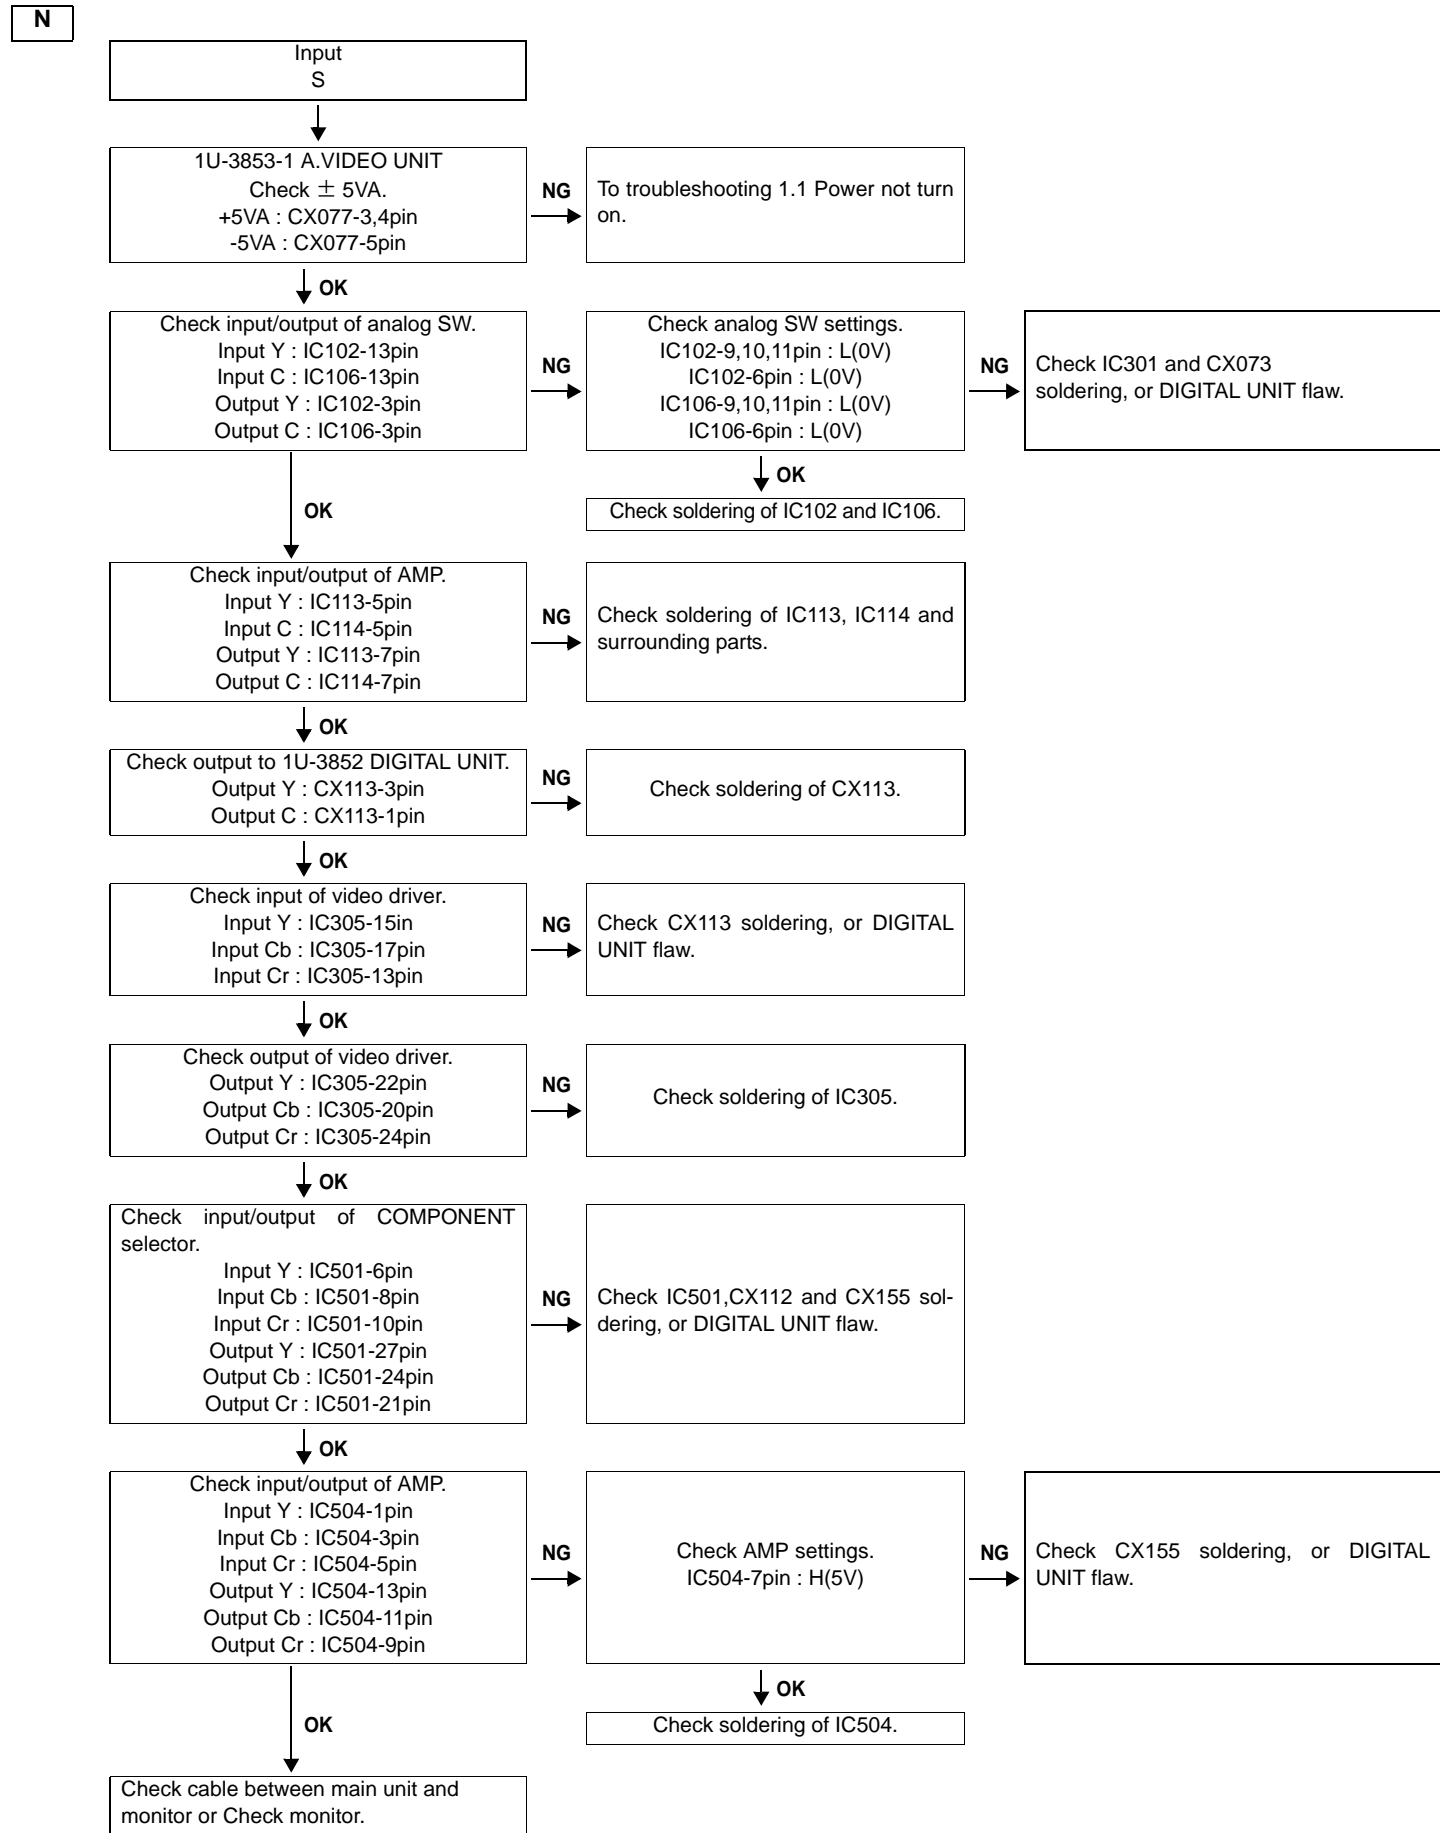 N
Input
S
1U-3853-1 A.VIDEO UNIT
Check ± 5VA.
+5VA : CX077-3,4pin
-5VA : CX077-5pin
NG
To troubleshooting 1.1 Power not turn
on.
OK
Check input/output of analog SW.
Input Y : IC102-13pin
Input C : IC106-13pin
Output Y : IC102-3pin
Output C : IC106-3pin
NG
Check analog SW settings.
IC102-9,10,11pin : L(0V)
IC102-6pin : L(0V)
IC106-9,10,11pin : L(0V)
IC106-6pin : L(0V)
NG
Check IC301 and CX073
soldering, or DIGITAL UNIT flaw.
OK
Check soldering of IC102 and IC106.
OK
Check input/output of AMP.
Input Y : IC113-5pin
Input C : IC114-5pin
Output Y : IC113-7pin
Output C : IC114-7pin
NG
Check soldering of IC113, IC114 and
surrounding parts.
OK
Check output to 1U-3852 DIGITAL UNIT.
Output Y : CX113-3pin
Output C : CX113-1pin
NG
Check soldering of CX113.
OK
Check input of video driver.
Input Y : IC305-15in
Input Cb : IC305-17pin
Input Cr : IC305-13pin
NG
Check CX113 soldering, or DIGITAL
UNIT flaw.
OK
Check output of video driver.
Output Y : IC305-22pin
Output Cb : IC305-20pin
Output Cr : IC305-24pin
NG
Check soldering of IC305.
OK
Check input/output of COMPONENT
selector.
Input Y : IC501-6pin
Input Cb : IC501-8pin
Input Cr : IC501-10pin
Output Y : IC501-27pin
Output Cb : IC501-24pin
Output Cr : IC501-21pin
NG
Check IC501,CX112 and CX155 sol-
dering, or DIGITAL UNIT flaw.
OK
Check input/output of AMP.
Input Y : IC504-1pin
Input Cb : IC504-3pin
Input Cr : IC504-5pin
Output Y : IC504-13pin
Output Cb : IC504-11pin
Output Cr : IC504-9pin
NG
Check AMP settings.
IC504-7pin : H(5V)
NG
Check CX155 soldering, or DIGITAL
UNIT flaw.
OK
Check soldering of IC504.
OK
Check cable between main unit and
monitor or Check monitor.